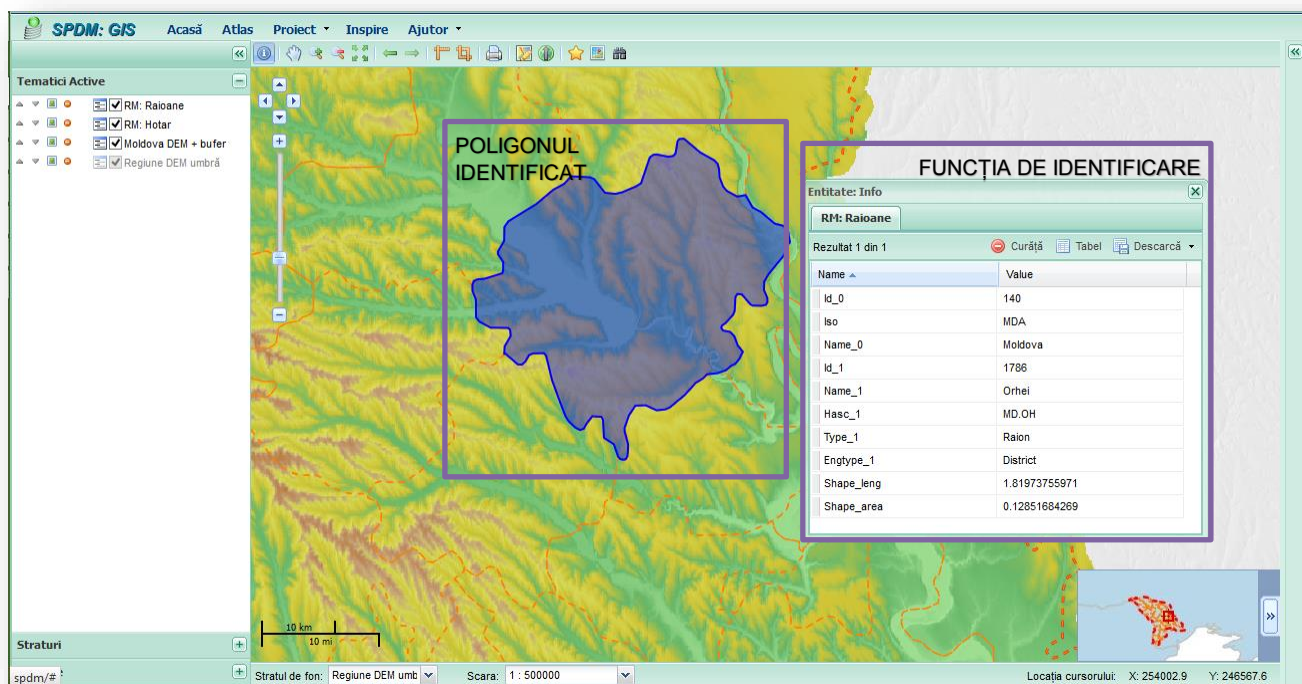 SPDM: GIS Acasă Atlas Proiect Inspire Ajutor
Tematici Active
RM: Raioane
RM: Hotar
Moldova DEM + bufer
Regiune DEM umbră
POLIGONUL
IDENTIFICAT
FUNCȚIA DE IDENTIFICARE
Entitate: Info
RM: Raioane
Rezultat 1 din 1 Curăță Tabel Descarcă
Name Value
Id_0 140
Iso MDA
Name_0 Moldova
Id_1 1786
Name_1 Orhei
Hasc_1 MD.OH
Type_1 Raion
Engtype_1 District
Shape_leng 1.81973755971
Shape_area 0.12851684269
10 km
10 mi
Straturi
spdm/#
Stratul de fon: Regiune DEM umb Scara: 1 : 500000 Locația cursorului: X: 254002.9 Y: 246567.6